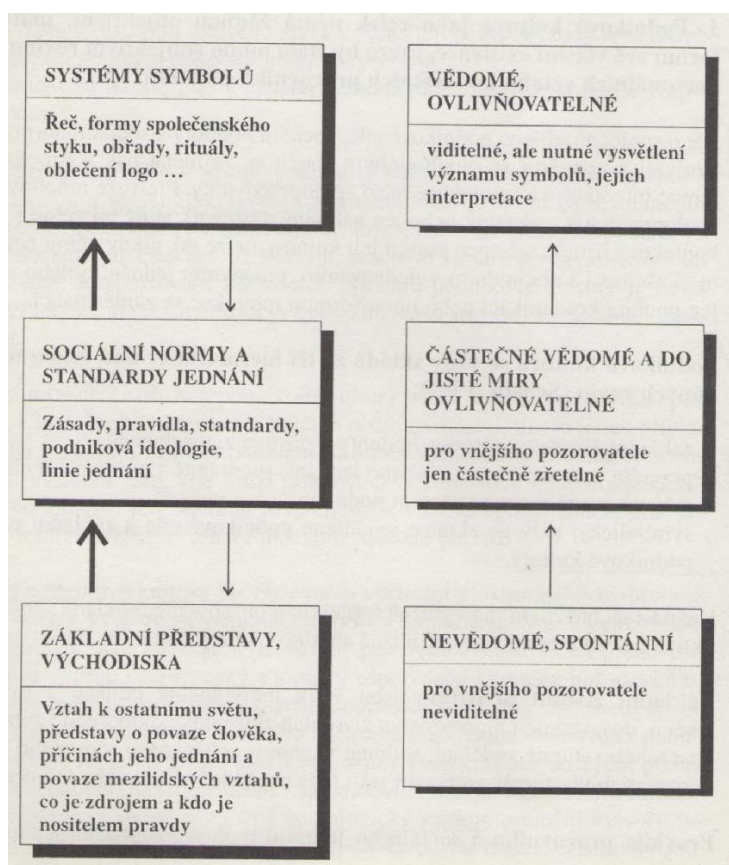 SYSTÉMY SYMBOLŮ
Řeč, formy společenského
styku, obřady, rituály,
oblečení logo ...
VĚDOMÉ,
OVLIVŇOVATELNÉ
viditelné, ale nutné vysvětlení
významu symbolů, jejich
interpretace
SOCIÁLNÍ NORMY A
STANDARDY JEDNÁNÍ
Zásady, pravidla, statndardy,
podniková ideologie,
linie jednání
ČÁSTEČNÉ VĚDOMÉ A DO
JISTÉ MÍRY
OVLIVŇOVATELNÉ
pro vnějšího pozorovatele
jen částečně zřetelné
ZÁKLADNÍ PŘEDSTAVY,
VÝCHODISKA
Vztah k ostatnímu světu,
představy o povaze člověka,
příčinách jeho jednání a
povaze mezilidských vztahů,
co je zdrojem a kdo je
nositelem pravdy
NEVĚDOMÉ, SPONTÁNNÍ
pro vnějšího pozorovatele
neviditelné